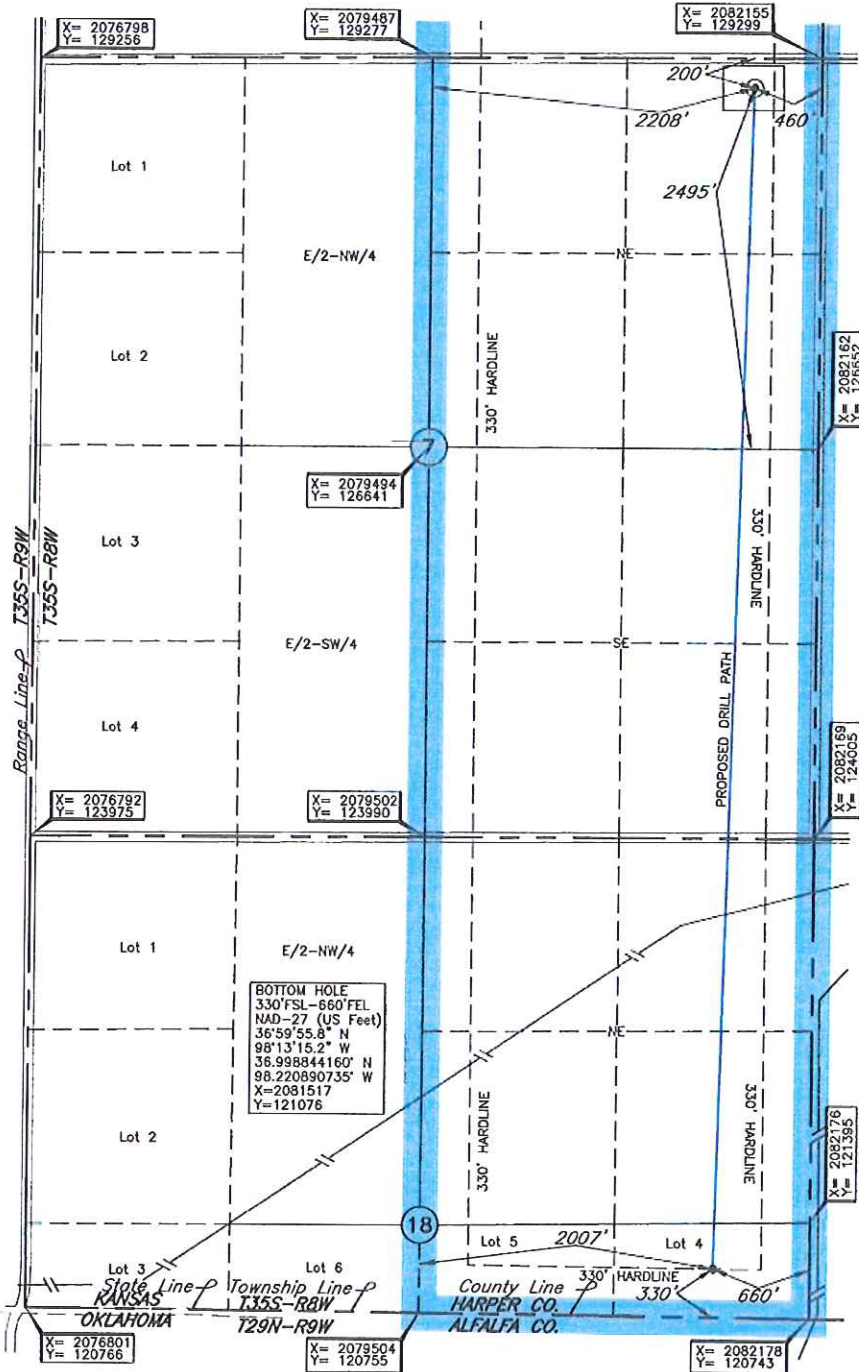 X= 2076798
Y= 129256
X= 2079487
Y= 129277
X= 2082155
Y= 129299
200'
2208'
460'
2495'
Lot 1
E/2-NW/4
NE
Lot 2
330' HARDLINE
X= 2082162
Y= 126652
7
X= 2079494
Y= 126641
Lot 3
330' HARDLINE
Range Line
T35S-R9W
T35S-R8W
E/2-SW/4
SE
Lot 4
PROPOSED DRILL PATH
X= 2082169
Y= 124005
X= 2076792
Y= 123975
X= 2079502
Y= 123990
Lot 1
E/2-NW/4
BOTTOM HOLE
330'FSL-660'FEL
NAD-27 (US Feet)
36°59'55.8" N
98°13'15.2" W
36.998844160° N
98.220890735° W
X=2081517
Y=121076
NE
Lot 2
330' HARDLINE
330' HARDLINE
X= 2082176
Y= 121395
18
Lot 5
2007'
Lot 4
Lot 3
Lot 6
330' HARDLINE
State Line
Township Line
County Line
330'
660'
KANSAS
T35S-R8W
HARPER CO.
OKLAHOMA
T29N-R9W
ALFALFA CO.
X= 2076801
Y= 120766
X= 2079504
Y= 120755
X= 2082178
Y= 120743